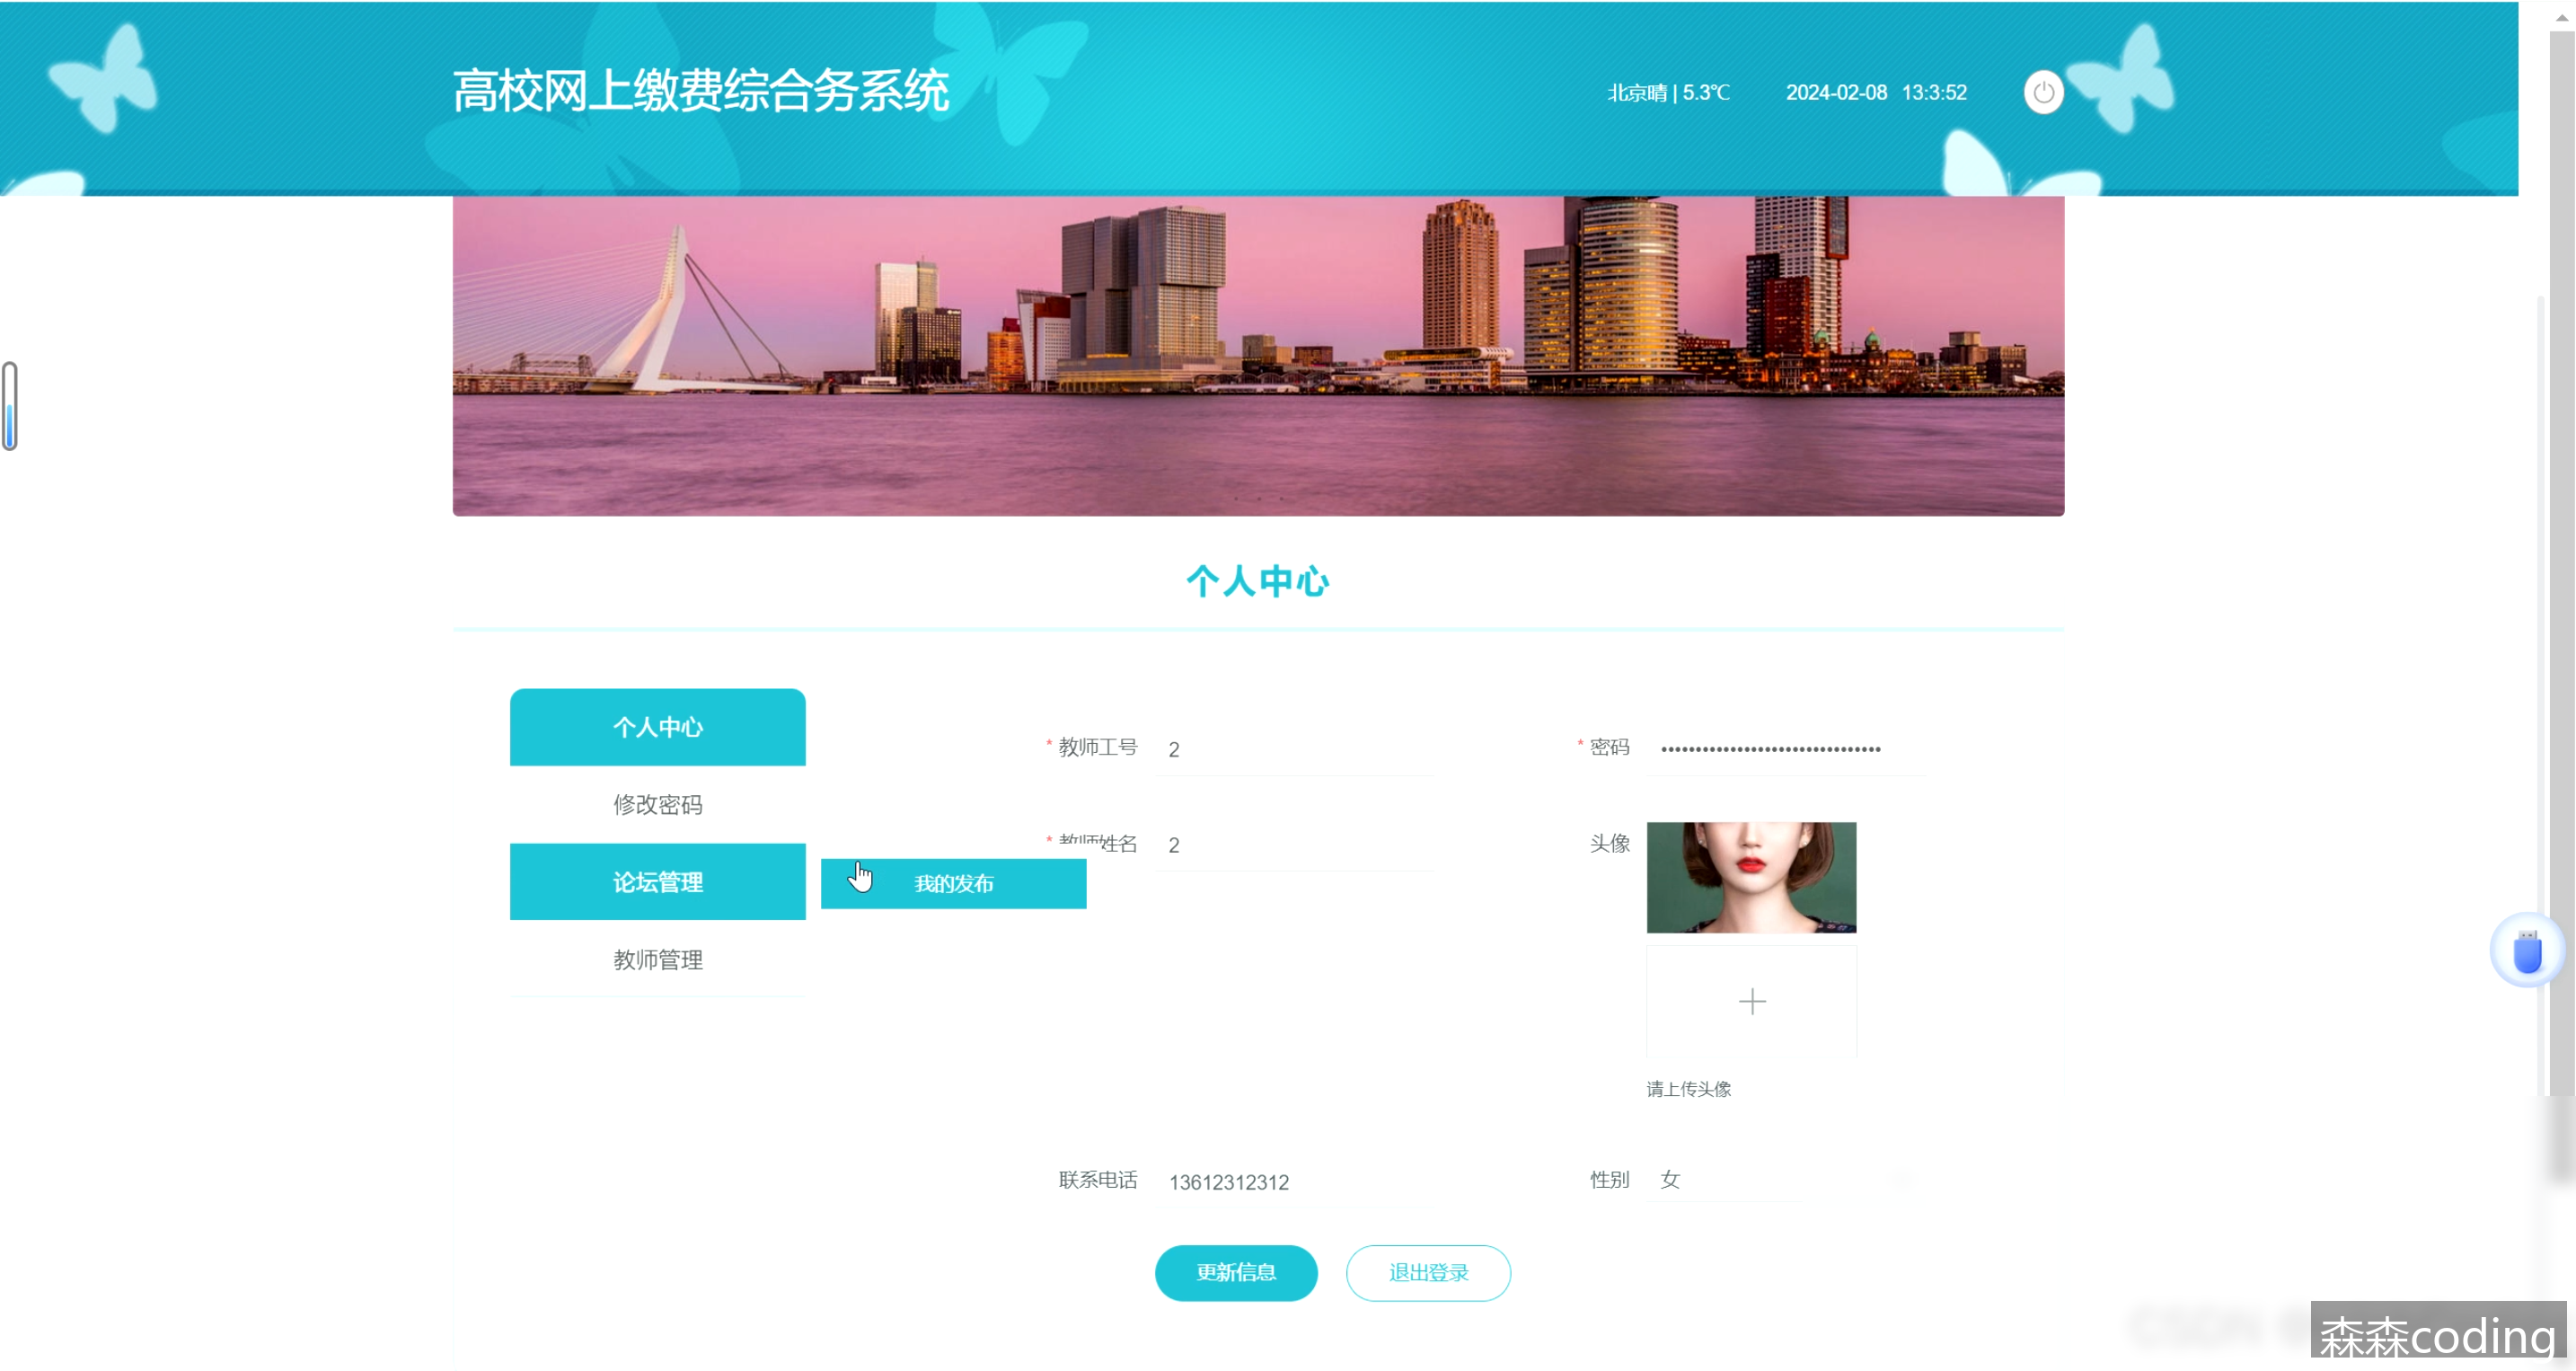 高校网上缴费综合务系统
北京晴 | 5.3℃ 2024-02-08 13:3:52
个人中心
个人中心
修改密码
论坛管理
我的发布
教师管理
* 教师工号 2
* 密码 ••••••••••••••••••••••••••••••••
* 教师姓名 2
头像
请上传头像
联系电话 13612312312
性别 女
更新信息 退出登录
森森coding